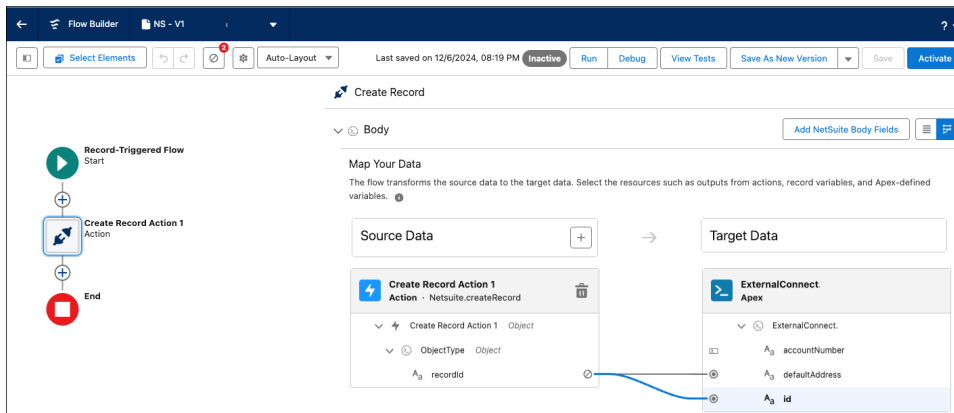 Flow Builder
NS - V1
?
Select Elements
2
Auto-Layout
Last saved on 12/6/2024, 08:19 PM
Inactive
Run
Debug
View Tests
Save As New Version
Save
Activate
Create Record
Body
Add NetSuite Body Fields
Record-Triggered Flow
Start
Map Your Data
The flow transforms the source data to the target data. Select the resources such as outputs from actions, record variables, and Apex-defined
variables.
Create Record Action 1
Action
Source Data
Target Data
End
Create Record Action 1
Action · Netsuite.createRecord
ExternalConnect.
Apex
Create Record Action 1 Object
ExternalConnect.
ObjectType Object
Aa accountNumber
Aa recordId
Aa defaultAddress
Aa id